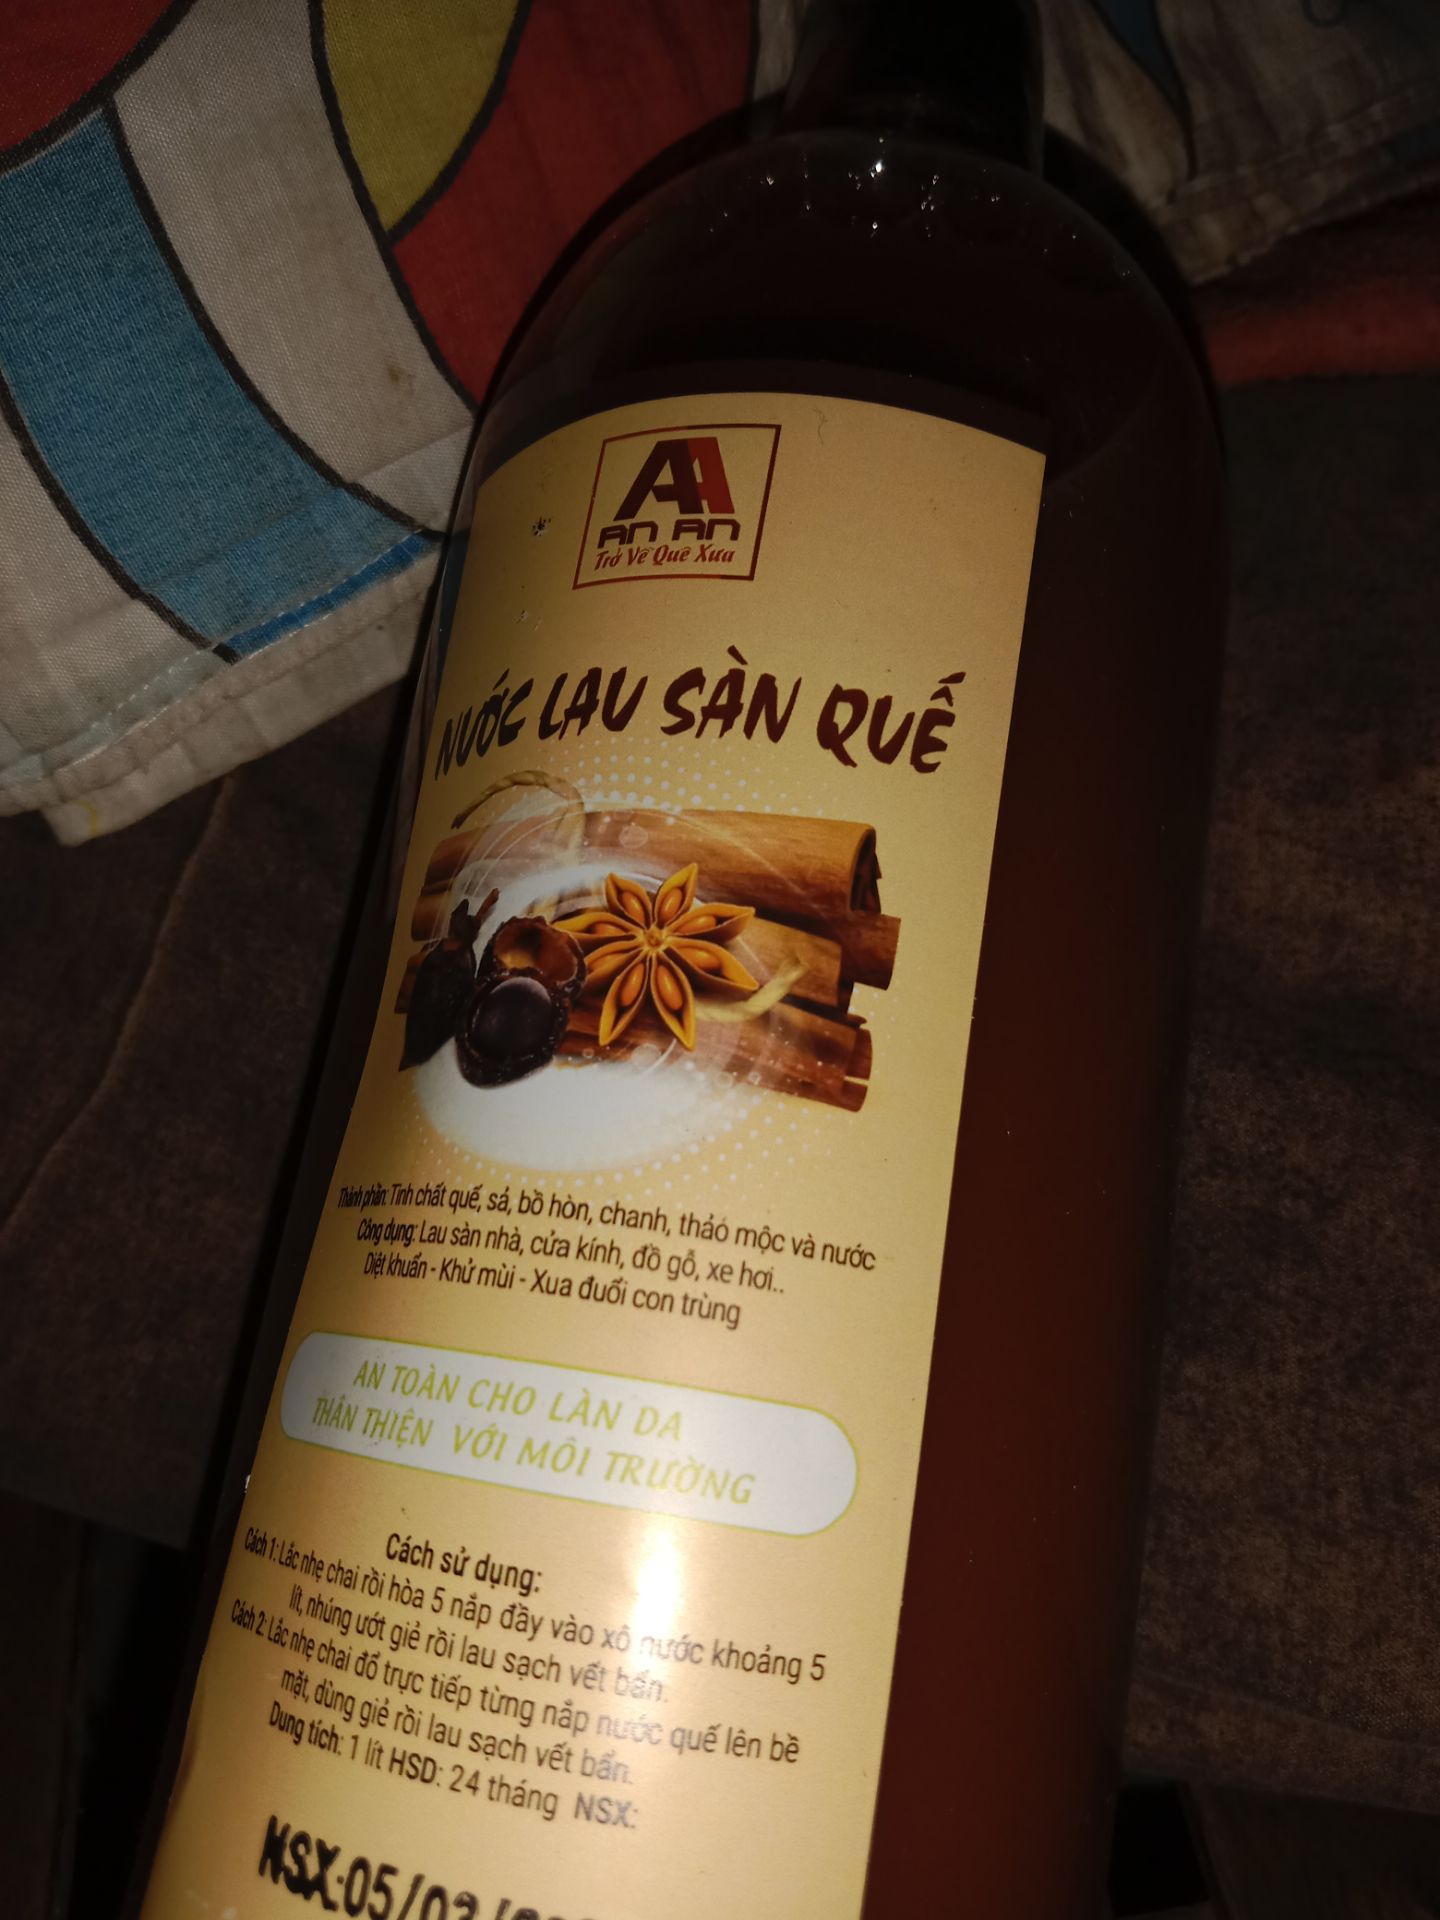 AA
AN AN
Trở Về Quê Xưa
NƯỚC LAU SÀN QUẾ
Thành phần: Tinh chất quế, sả, bồ hòn, chanh, thảo mộc và nước
Công dụng: Lau sàn nhà, cửa kính, đồ gỗ, xe hơi..
Diệt khuẩn - Khử mùi - Xua đuổi con trùng
AN TOÀN CHO LÀN DA
THÂN THIỆN VỚI MÔI TRƯỜNG
Cách sử dụng:
Cách 1: Lắc nhẹ chai rồi hòa 5 nắp đầy vào xô nước khoảng 5
lít, nhúng ướt giẻ rồi lau sạch vết bẩn.
Cách 2: Lắc nhẹ chai đổ trực tiếp từng nắp nước quế lên bề
mặt, dùng giẻ rồi lau sạch vết bẩn.
Dung tích: 1 lít HSD: 24 tháng NSX:
NSX:05/03/